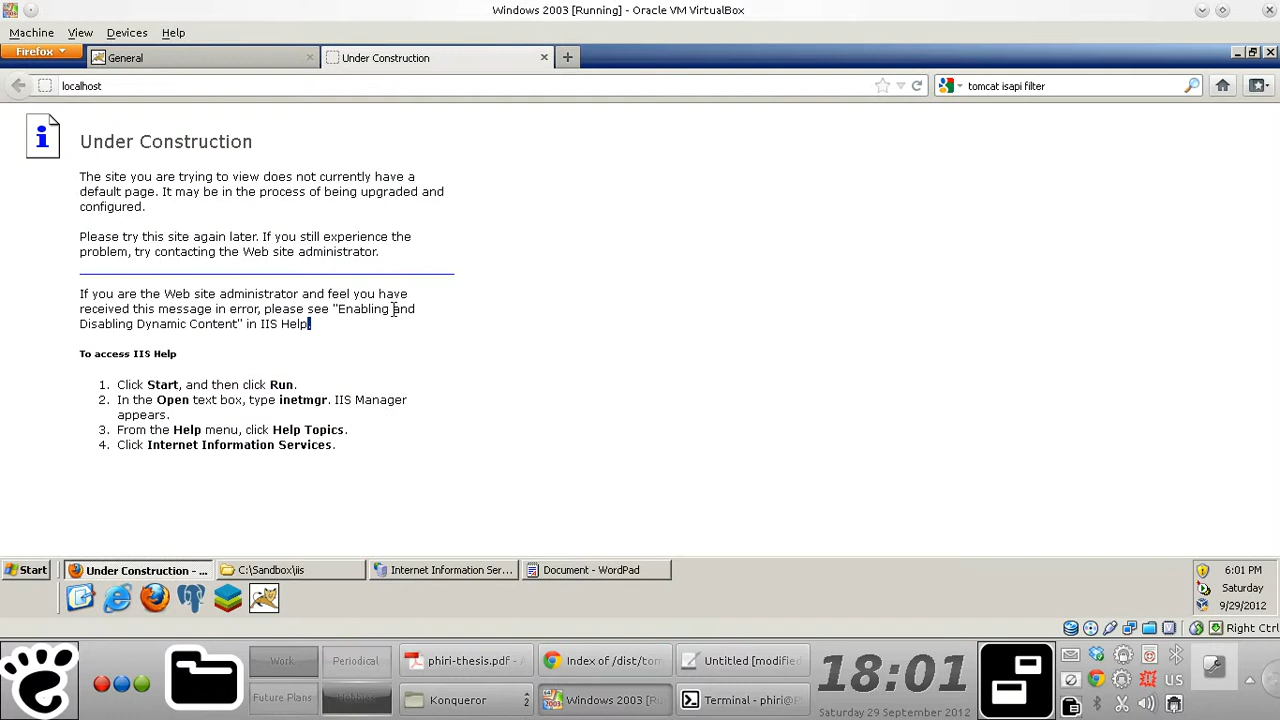 Windows 2003 [Running] - Oracle VM VirtualBox
Machine View Devices Help
Firefox
General
Under Construction
localhost
tomcat isapi filter
Under Construction
The site you are trying to view does not currently have a
default page. It may be in the process of being upgraded and
configured.
Please try this site again later. If you still experience the
problem, try contacting the Web site administrator.
If you are the Web site administrator and feel you have
received this message in error, please see "Enabling and
Disabling Dynamic Content" in IIS Help.
To access IIS Help
1. Click Start, and then click Run.
2. In the Open text box, type inetmgr. IIS Manager
appears.
3. From the Help menu, click Help Topics.
4. Click Internet Information Services.
Start
Under Construction - ...
C:\Sandbox\iis
Internet Information Ser...
Document - WordPad
6:01 PM
Saturday
9/29/2012
Right Ctrl
Work
Periodical
Future Plans
Hobbies
phiri-thesis.pdf - A
Index of /dist/tom
Untitled [modified
Konqueror 2
Windows 2003 [Ru
Terminal - phiri@P
18:01
Saturday 29 September 2012
US